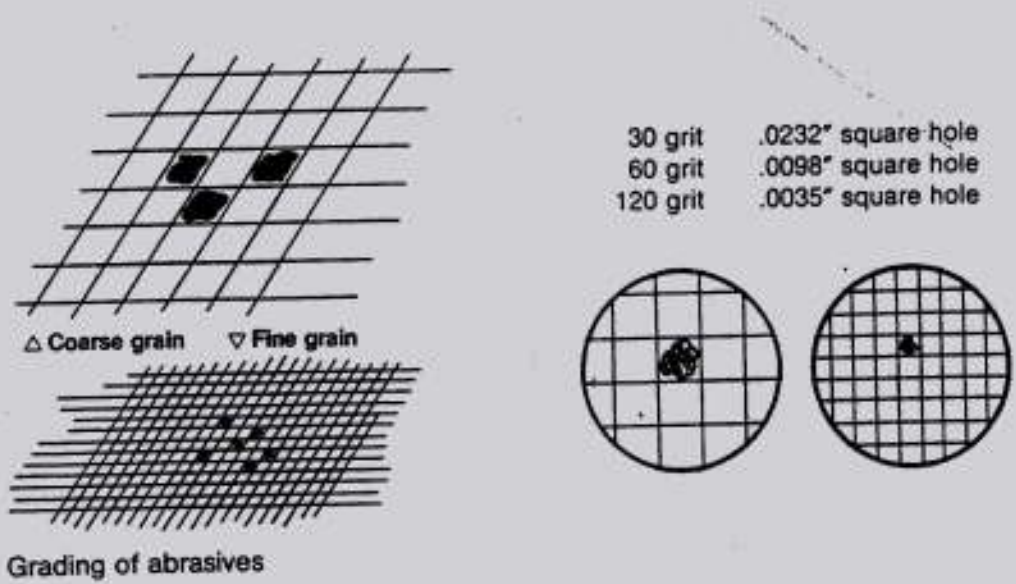 30 grit .0232" square hole
60 grit .0098" square hole
120 grit .0035" square hole
△ Coarse grain ▽ Fine grain
Grading of abrasives